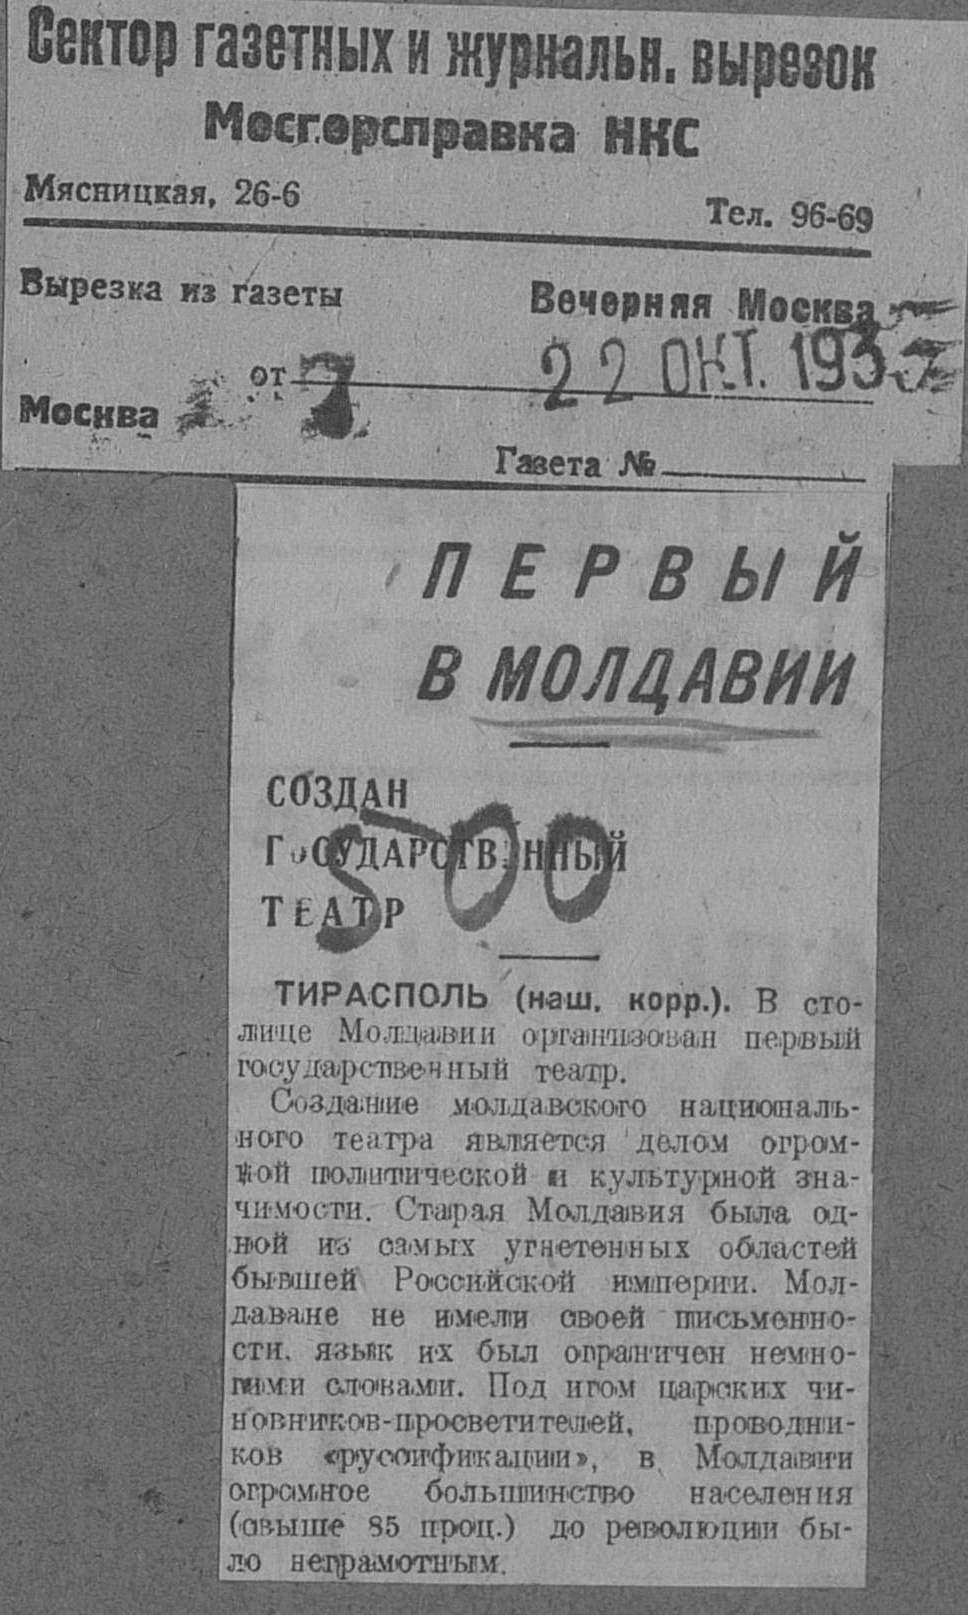 Сектор газетных и журнальн. вырезок
Мосгорсправка НКС
Мясницкая, 26-6
Тел. 96-69
Вырезка из газеты
Вечерняя Москва
от
22 ОКТ. 193
Москва
Газета №
ПЕРВЫЙ
В МОЛДАВИИ
СОЗДАН
ГОСУДАРСТВЕННЫЙ
ТЕАТР
500
ТИРАСПОЛЬ (наш. корр.). В сто-
лице Молдавии организован первый
государственный театр.
Создание молдавского националь-
ного театра является делом огром-
ной политической и культурной зна-
чимости. Старая Молдавия была од-
ной из самых угнетенных областей
бывшей Российской империи. Мол-
даване не имели своей письменно-
сти, язык их был ограничен немно-
гими словами. Под игом царских чи-
новников-просветителей, проводни-
ков «руссификации», в Молдавии
огромное большинство населения
(свыше 85 проц.) до революции бы-
ло неграмотным.